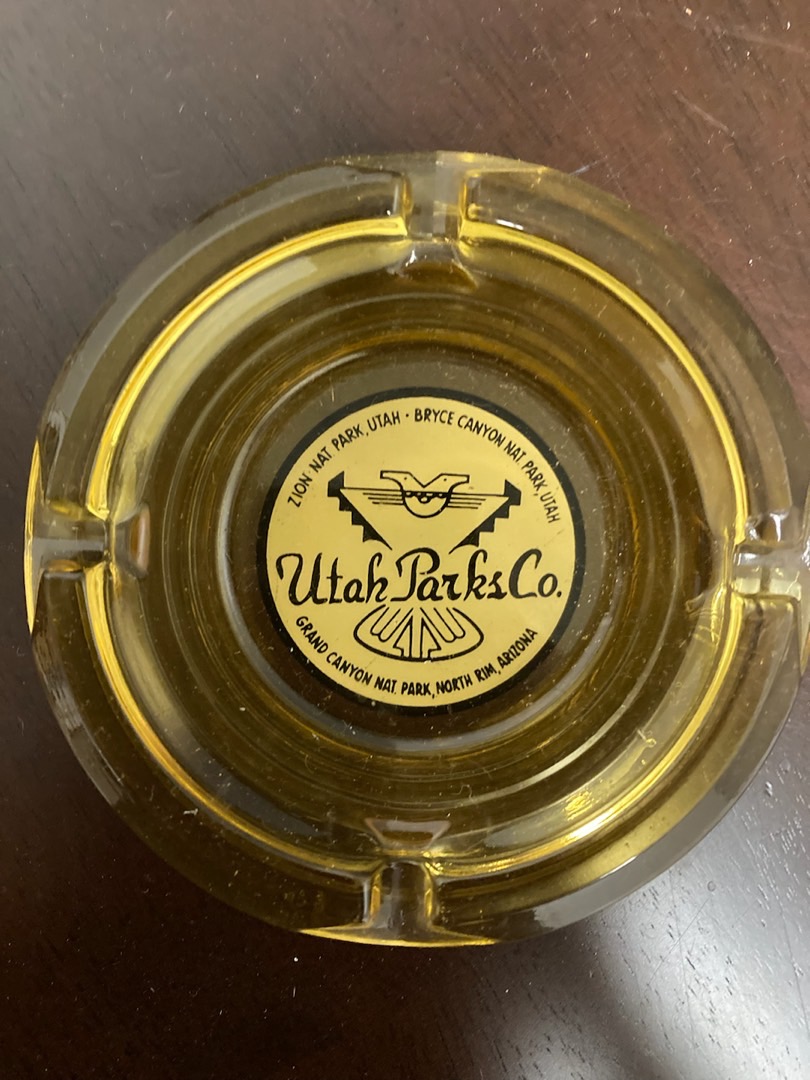 ZION NAT PARK, UTAH · BRYCE CANYON NAT. PARK, UTAH
Utah Parks Co.
GRAND CANYON NAT. PARK, NORTH RIM, ARIZONA